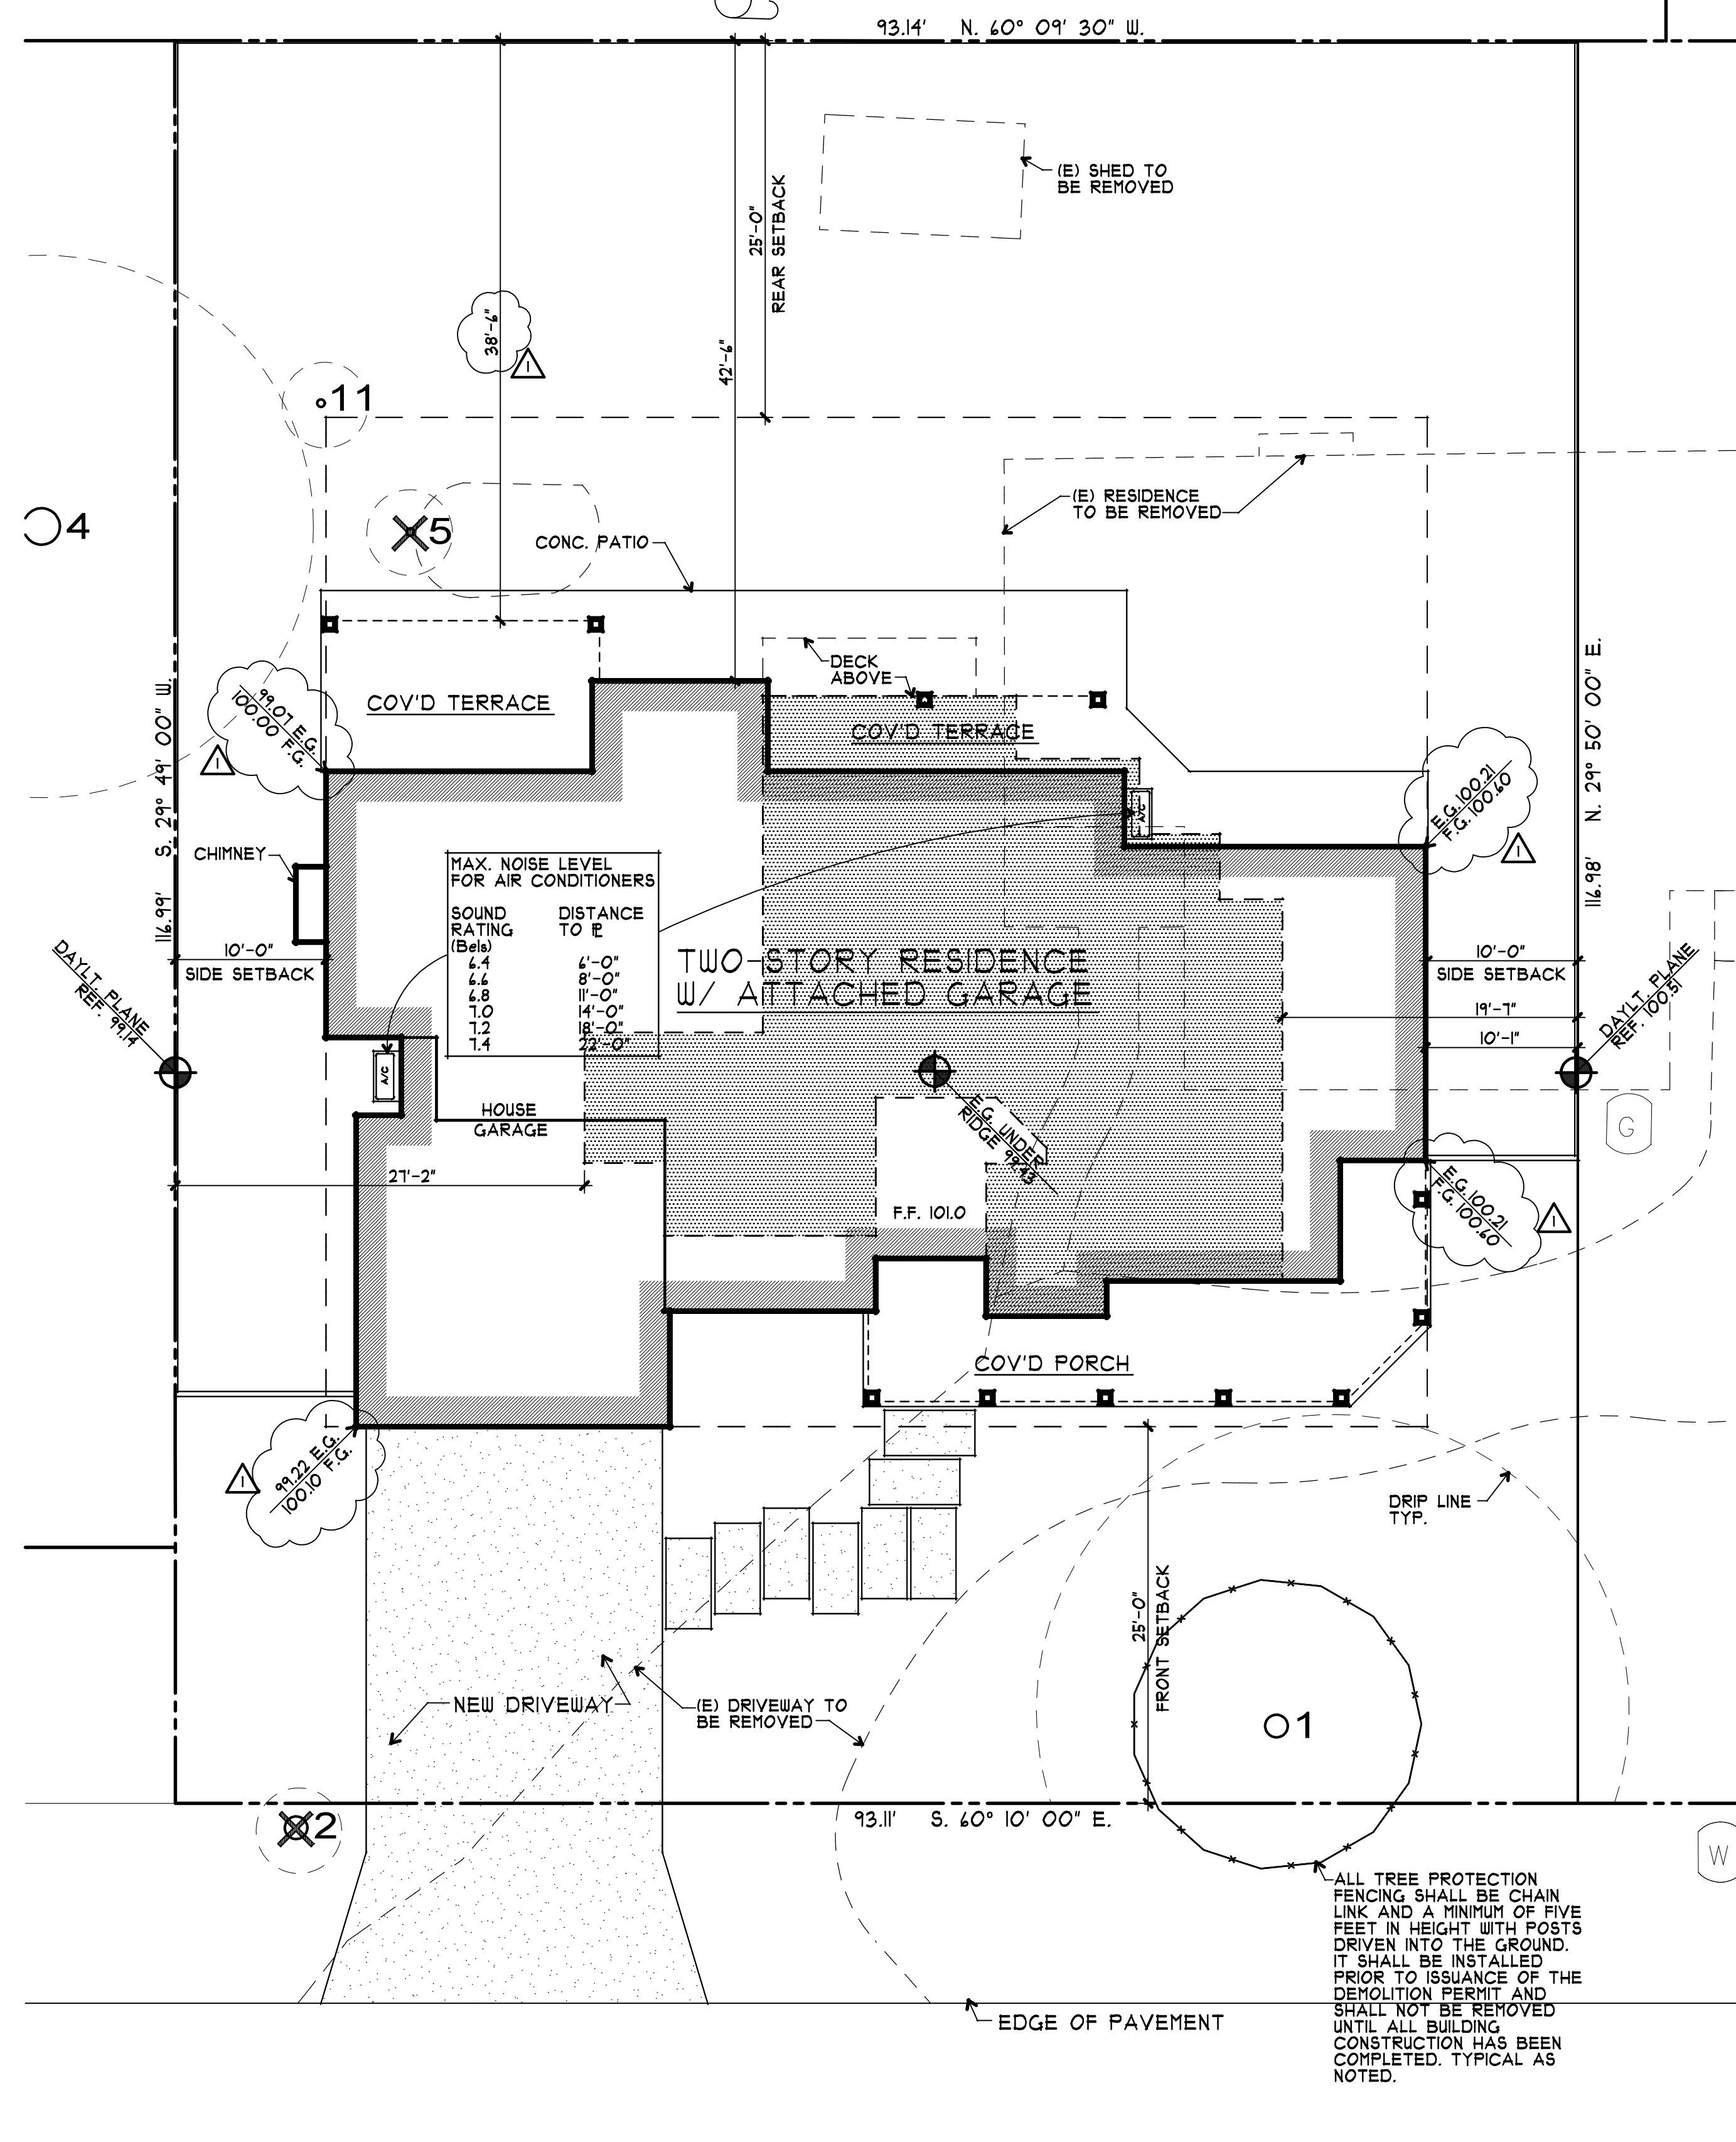 93.14' N. 60° 09' 30" W.
(E) SHED TO
BE REMOVED
25'-0"
REAR SETBACK
38'-6"
1
42'-6"
11
4
5
(E) RESIDENCE
TO BE REMOVED
CONC. PATIO
DECK
ABOVE
COV'D TERRACE
COV'D TERRACE
99.07 E.G.
100.00 F.G.
1
E.G. 100.21
F.G. 100.60
1
116.99' S. 29° 49' 00" W.
116.98' N. 29° 50' 00" E.
CHIMNEY
A/C
MAX. NOISE LEVEL
FOR AIR CONDITIONERS
SOUND DISTANCE
RATING TO PL
(Bels)
6.4 6'-0"
6.6 8'-0"
6.8 11'-0"
7.0 14'-0"
7.2 18'-0"
7.4 22'-0"
TWO-STORY RESIDENCE
W/ ATTACHED GARAGE
10'-0"
SIDE SETBACK
10'-0"
SIDE SETBACK
19'-7"
10'-1"
DAYLT. PLANE
REF. 99.14
DAYLT. PLANE
REF. 100.51
A/C
HOUSE
GARAGE
E.G. UNDER
RIDGE 99.43
G
27'-2"
F.F. 101.0
E.G. 100.21
F.G. 100.60
1
COV'D PORCH
99.22 E.G.
100.10 F.G.
1
DRIP LINE
TYP.
25'-0"
FRONT SETBACK
NEW DRIVEWAY
(E) DRIVEWAY TO
BE REMOVED
1
2
93.11' S. 60° 10' 00" E.
W
ALL TREE PROTECTION
FENCING SHALL BE CHAIN
LINK AND A MINIMUM OF FIVE
FEET IN HEIGHT WITH POSTS
DRIVEN INTO THE GROUND.
IT SHALL BE INSTALLED
PRIOR TO ISSUANCE OF THE
DEMOLITION PERMIT AND
SHALL NOT BE REMOVED
UNTIL ALL BUILDING
CONSTRUCTION HAS BEEN
COMPLETED. TYPICAL AS
NOTED.
EDGE OF PAVEMENT